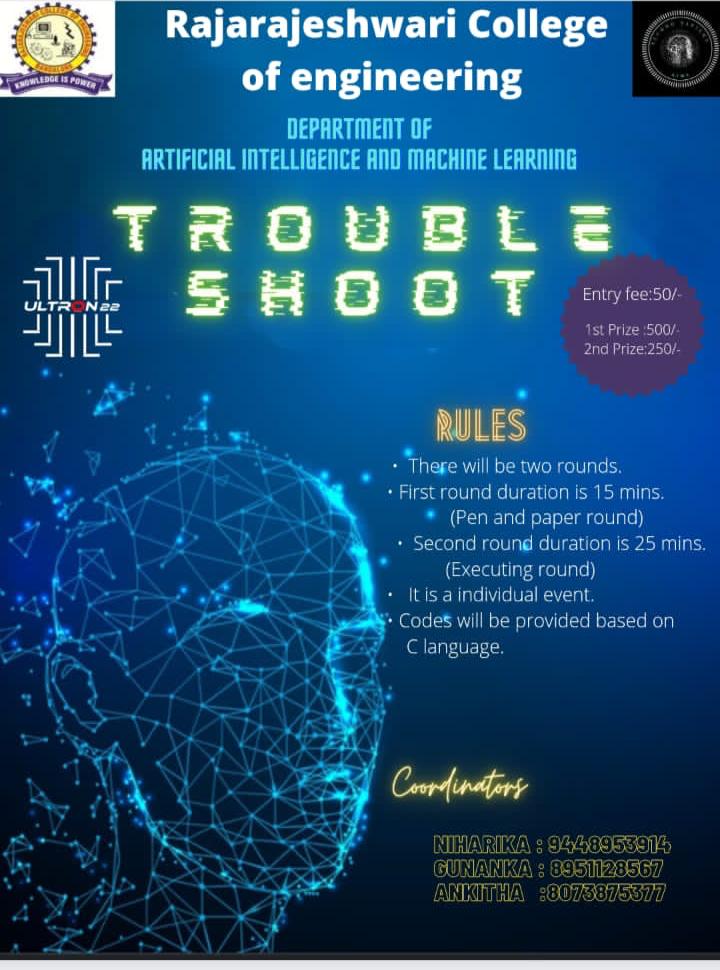 Rajarajeshwari College
of engineering
KNOWLEDGE IS POWER
DEPARTMENT OF
ARTIFICIAL INTELLIGENCE AND MACHINE LEARNING
TROUBLE
SHOOT
ULTRON 22
Entry fee:50/-
1st Prize :500/-
2nd Prize:250/-
RULES
• There will be two rounds.
• First round duration is 15 mins.
(Pen and paper round)
• Second round duration is 25 mins.
(Executing round)
• It is a individual event.
• Codes will be provided based on
C language.
Coordinators
NIHARIKA : 9448953914
GUNANKA : 8951128567
ANKITHA :8073875377